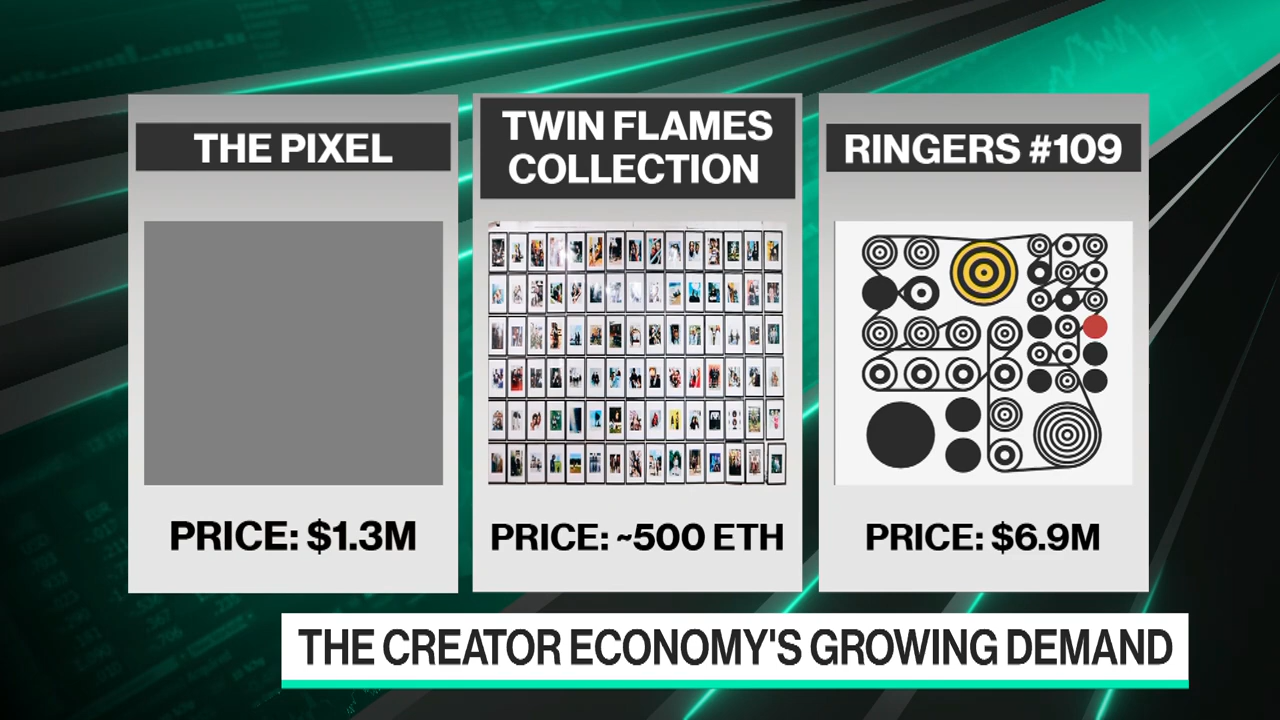 THE PIXEL
PRICE: $1.3M
TWIN FLAMES
COLLECTION
PRICE: ~500 ETH
RINGERS #109
PRICE: $6.9M
THE CREATOR ECONOMY'S GROWING DEMAND